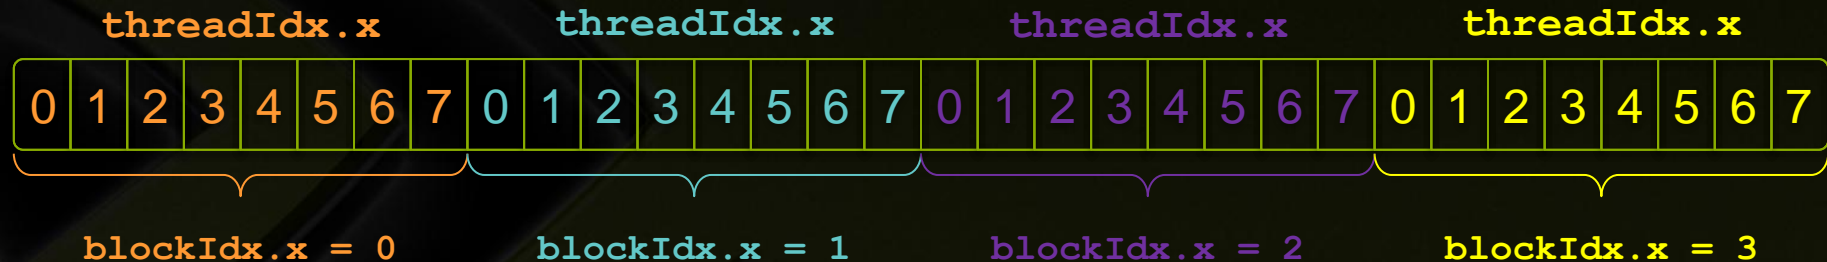 threadIdx.x threadIdx.x threadIdx.x threadIdx.x
0 1 2 3 4 5 6 7 0 1 2 3 4 5 6 7 0 1 2 3 4 5 6 7 0 1 2 3 4 5 6 7
blockIdx.x = 0 blockIdx.x = 1 blockIdx.x = 2 blockIdx.x = 3